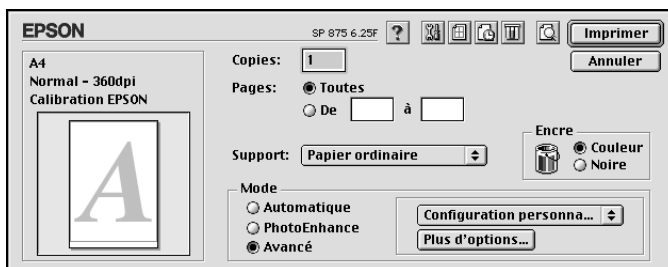 EPSON
SP 875 6.25F ?
Imprimer
Annuler
A4
Normal - 360dpi
Calibration EPSON
A
Copies: 1
Pages: Toutes
De à
Support: Papier ordinaire
Encre
Couleur
Noire
Mode
Automatique
PhotoEnhance
Avancé
Configuration personna...
Plus d'options...